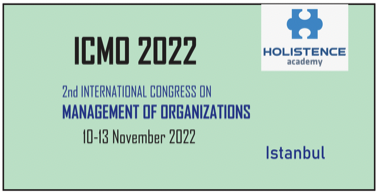 ICMO 2022
HOLISTENCE
academy
2nd INTERNATIONAL CONGRESS ON
MANAGEMENT OF ORGANIZATIONS
10-13 November 2022
Istanbul